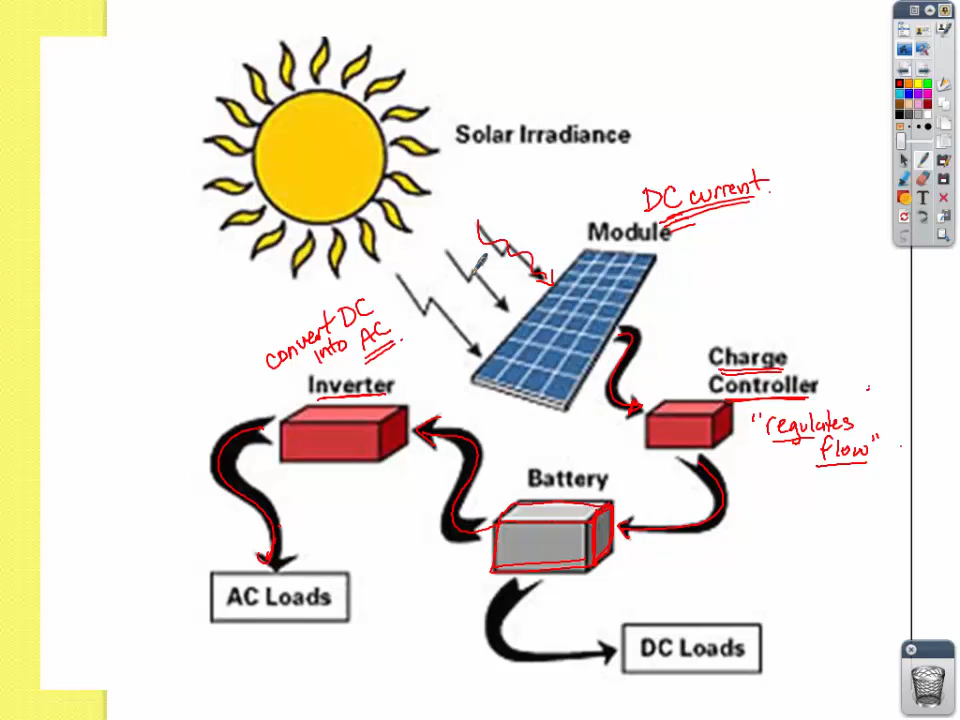 Solar Irradiance
DC current.
Module
convert DC
into AC.
Charge
Controller
Inverter
"regulates
flow"
Battery
AC Loads
DC Loads
T